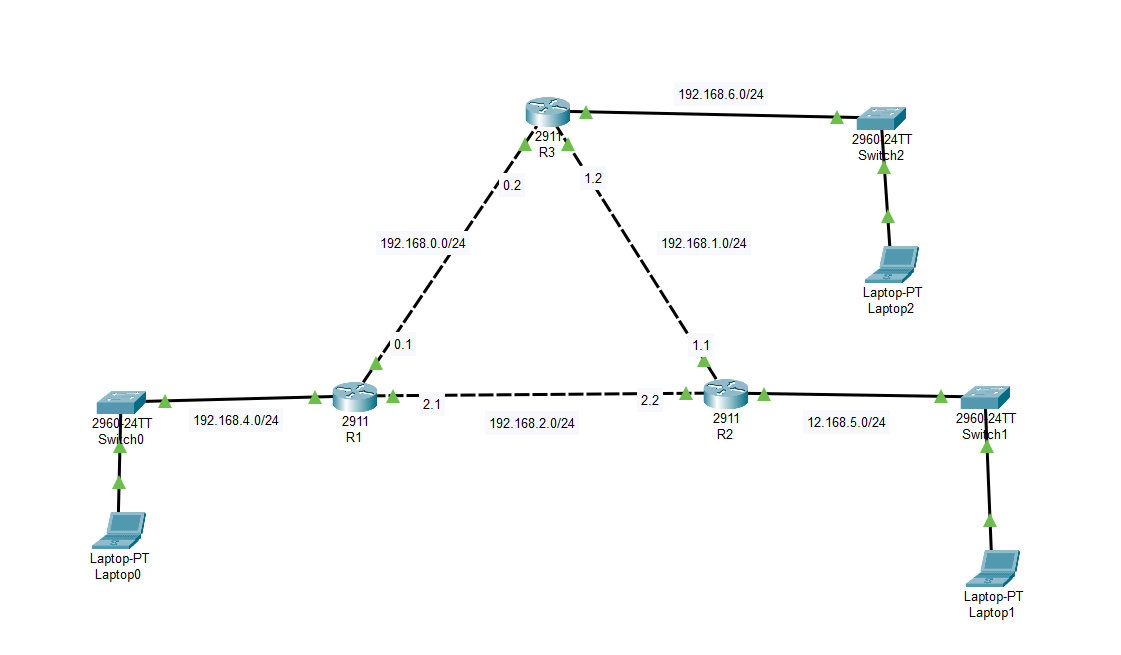 192.168.6.0/24
2911
R3
2960-24TT
Switch2
0.2
1.2
192.168.0.0/24
192.168.1.0/24
Laptop-PT
Laptop2
0.1
1.1
2960-24TT
Switch0
192.168.4.0/24
2911
R1
2.1
192.168.2.0/24
2.2
2911
R2
12.168.5.0/24
2960-24TT
Switch1
Laptop-PT
Laptop0
Laptop-PT
Laptop1